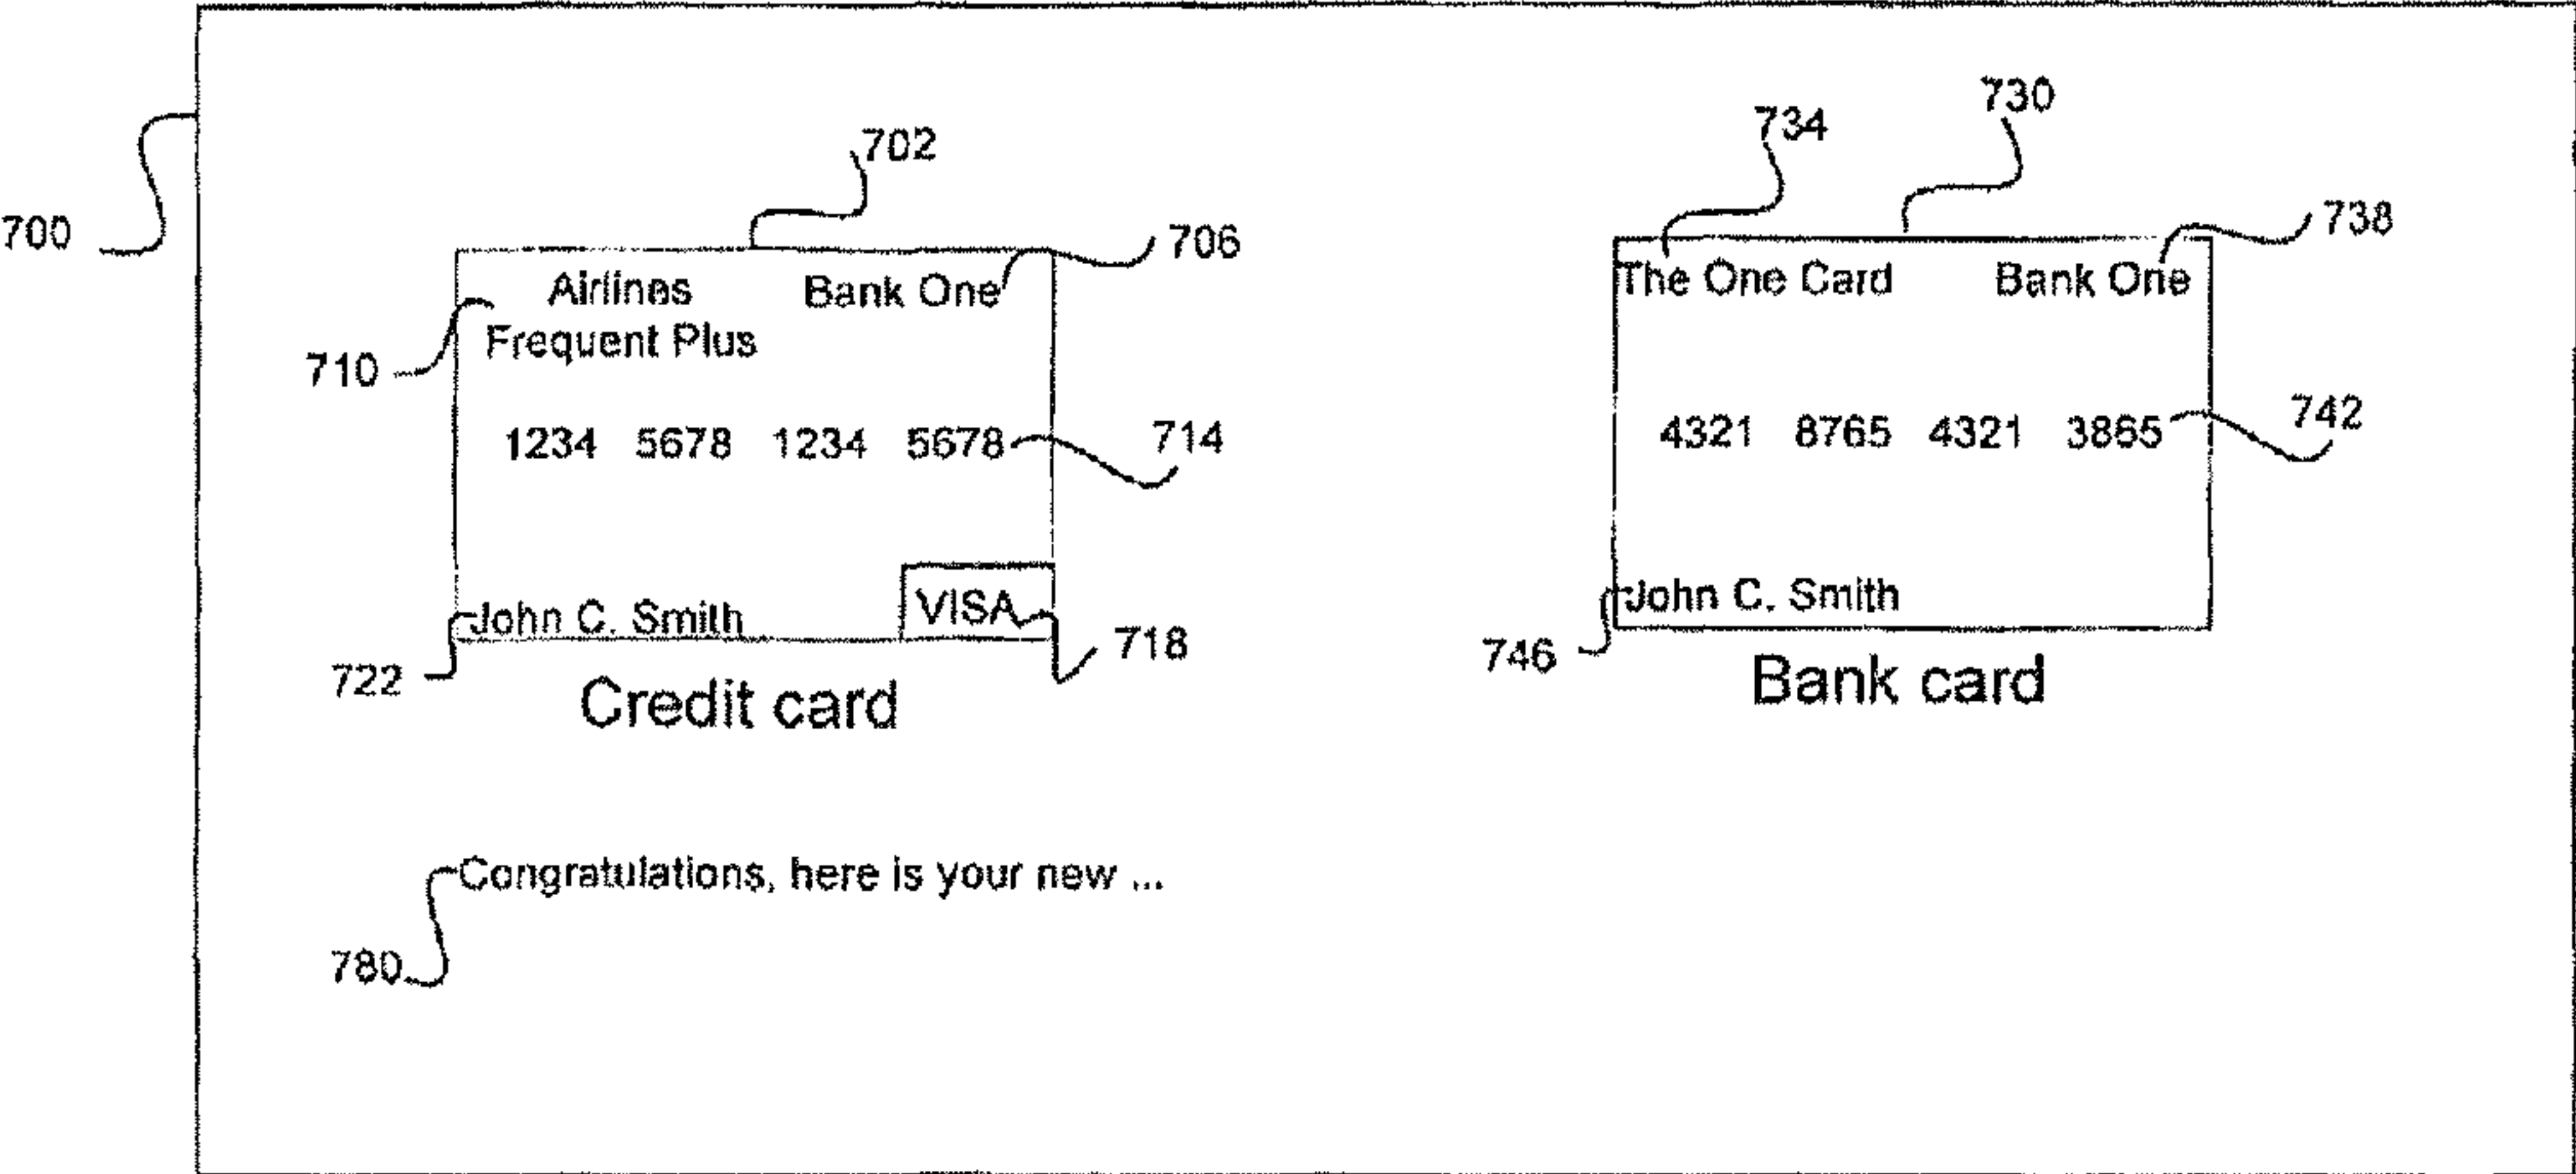 730
734
702
700
706
738
Airlines
Bank One
The One Card
Bank One
Frequent Plus
710
1234 5678 1234 5678
714
4321 8765 4321 3865
742
John C. Smith
VISA
John C. Smith
722
718
746
Credit card
Bank card
Congratulations, here is your new ...
780